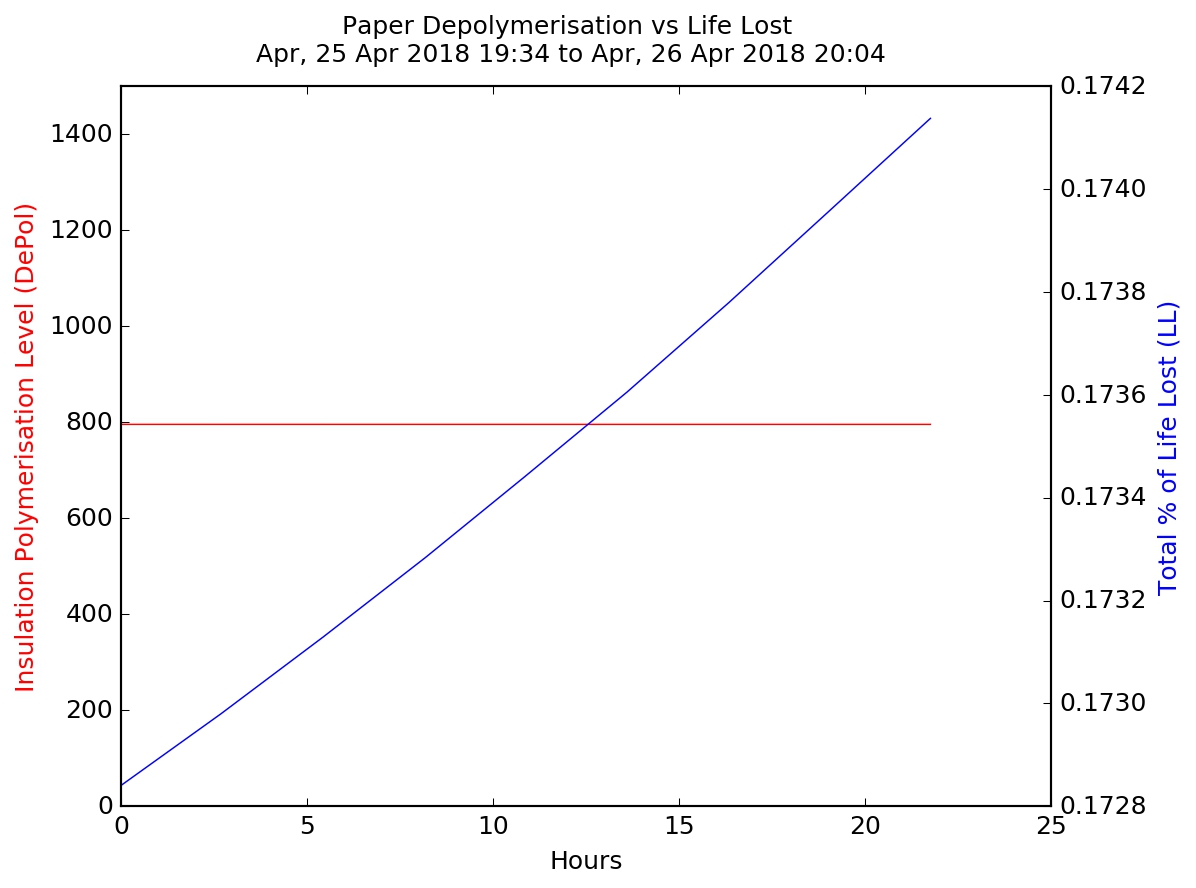 Paper Depolymerisation vs Life Lost
Apr, 25 Apr 2018 19:34 to Apr, 26 Apr 2018 20:04
Insulation Polymerisation Level (DePol)
1400
1200
1000
800
600
400
200
0
0.1742
0.1740
0.1738
0.1736
0.1734
0.1732
0.1730
0.1728
Total % of Life Lost (LL)
0 5 10 15 20 25
Hours